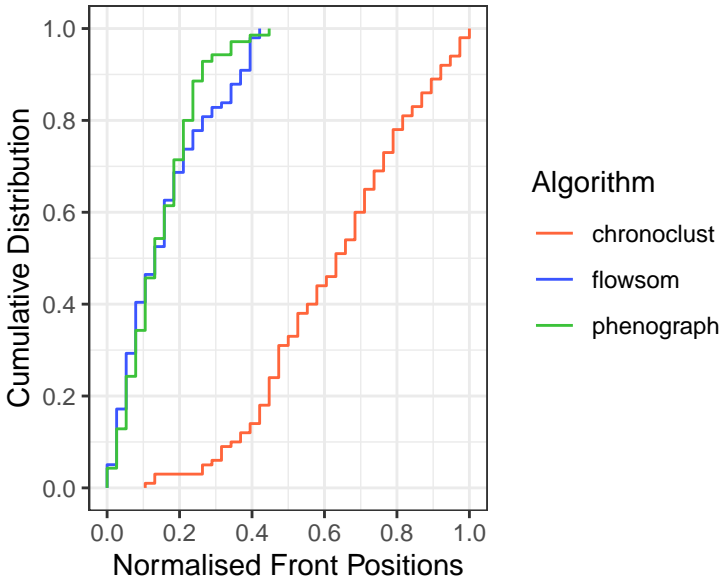 1.0
0.8
0.6
0.4
0.2
0.0
Cumulative Distribution
0.0 0.2 0.4 0.6 0.8 1.0
Normalised Front Positions
Algorithm
chronoclust
flowsom
phenograph